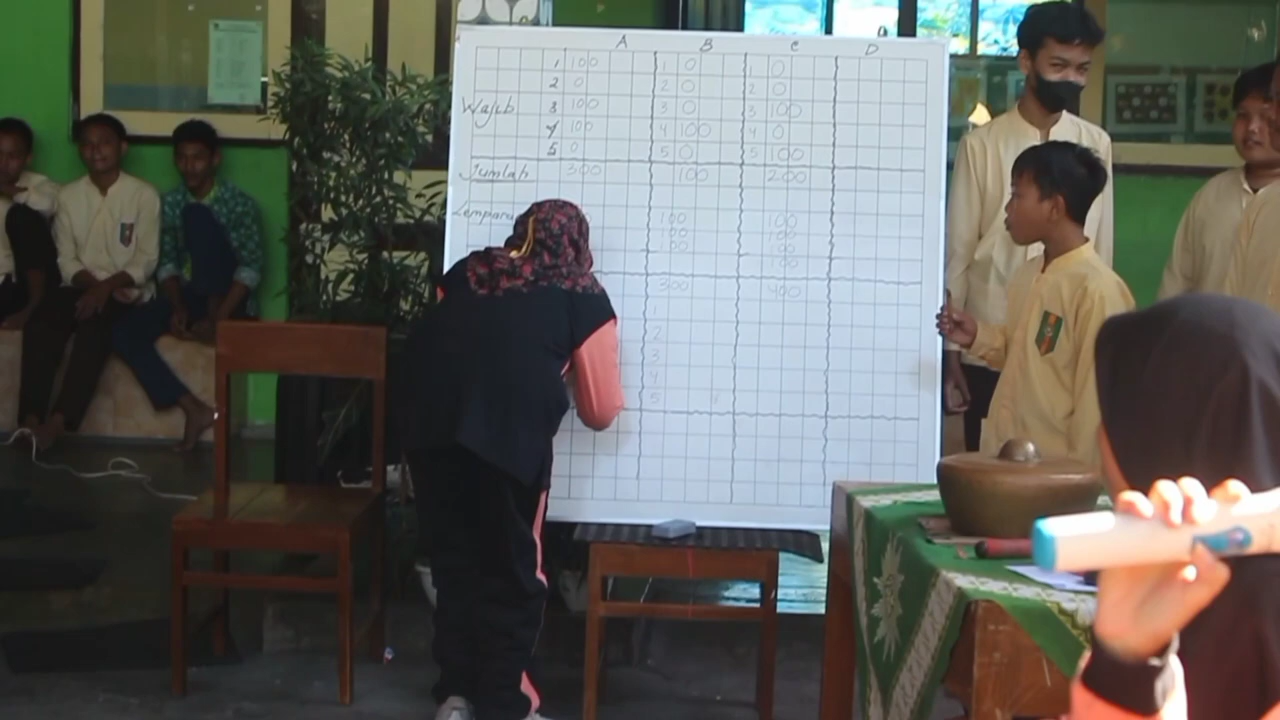 A B C D
1 100 1 0 1 0
2 0 2 0 2 0
Wajib 3 100 3 0 3 100
4 100 4 100 4 0
5 0 5 0 5 100
Jumlah 300 100 200
100 100
100 100
100 100
100
300 400
2
3
4
5